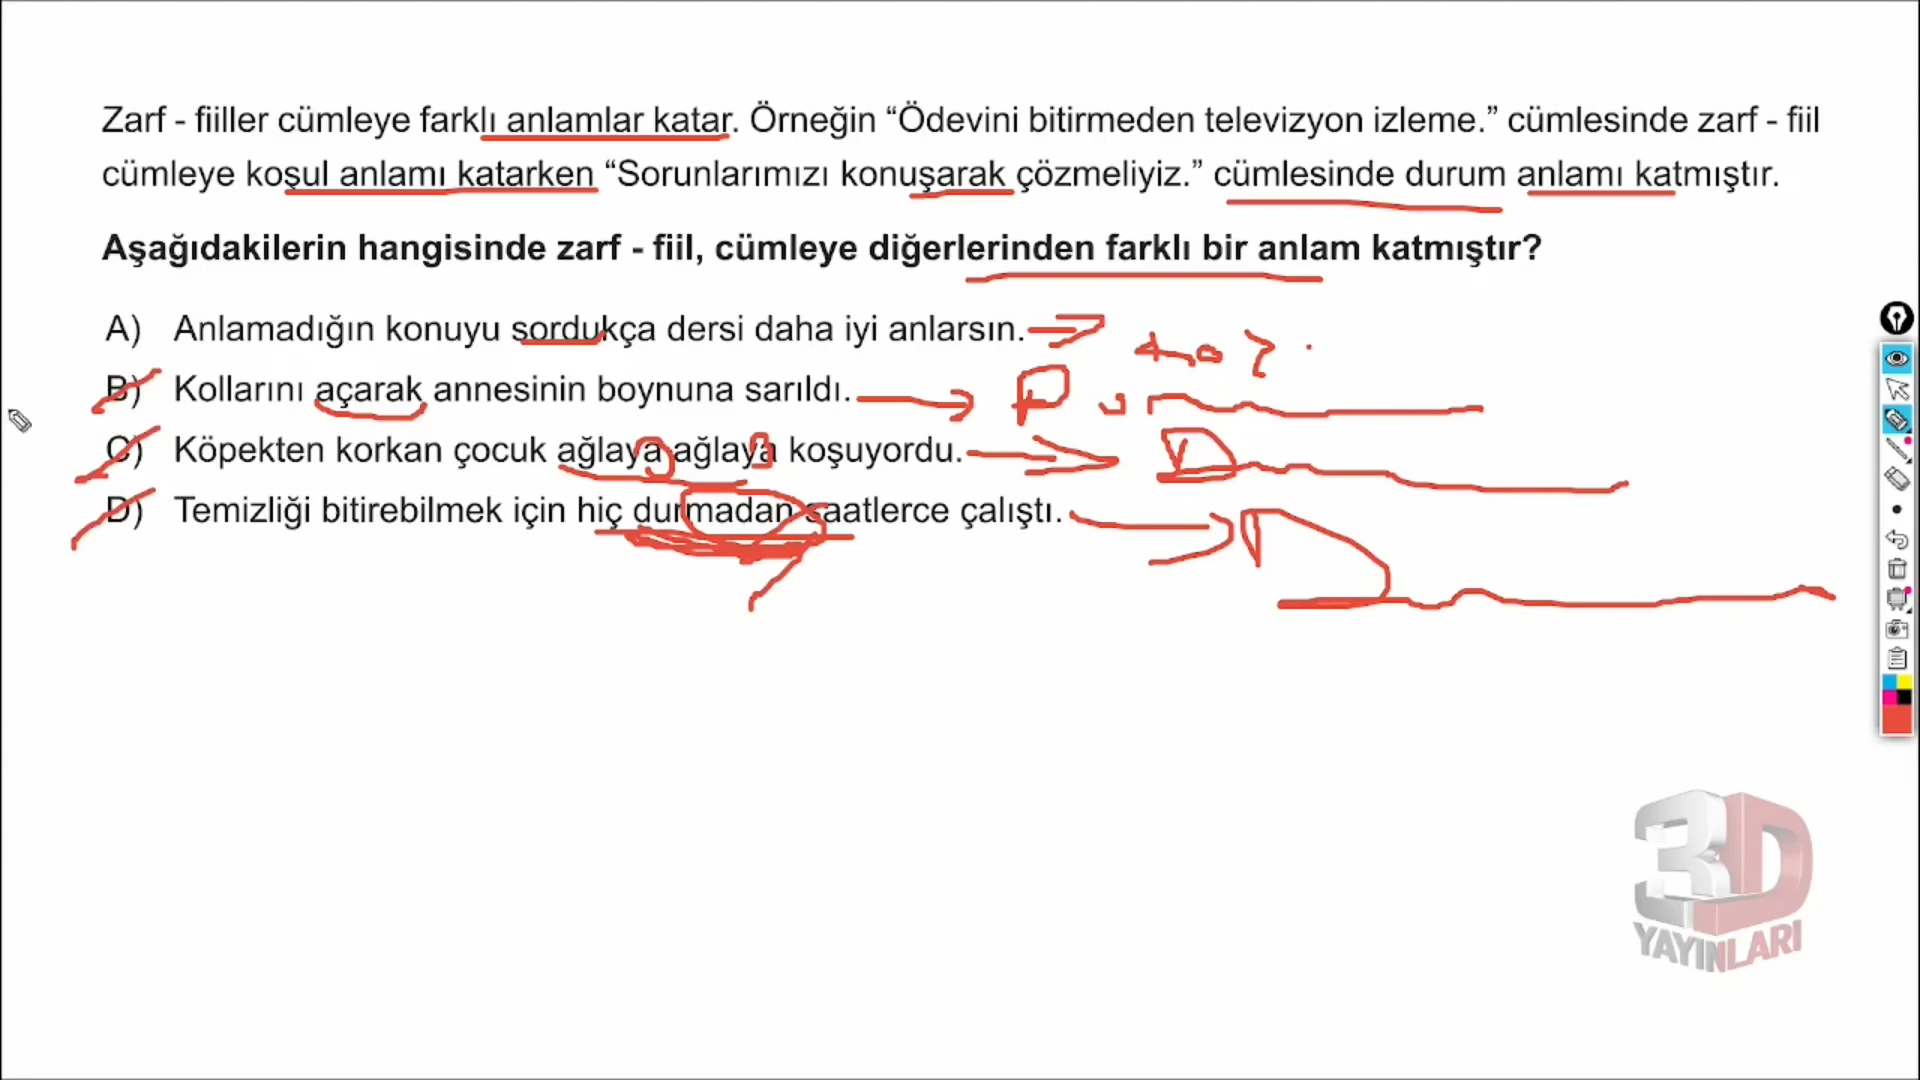 Zarf - fiiller cümleye farklı anlamlar katar. Örneğin “Ödevini bitirmeden televizyon izleme.” cümlesinde zarf - fiil
cümleye koşul anlamı katarken “Sorunlarımızı konuşarak çözmeliyiz.” cümlesinde durum anlamı katmıştır.
Aşağıdakilerin hangisinde zarf - fiil, cümleye diğerlerinden farklı bir anlam katmıştır?
A) Anlamadığın konuyu sordukça dersi daha iyi anlarsın.
B) Kollarını açarak annesinin boynuna sarıldı.
C) Köpekten korkan çocuk ağlaya ağlaya koşuyordu.
D) Temizliği bitirebilmek için hiç durmadan saatlerce çalıştı.
3D
YAYINLARI